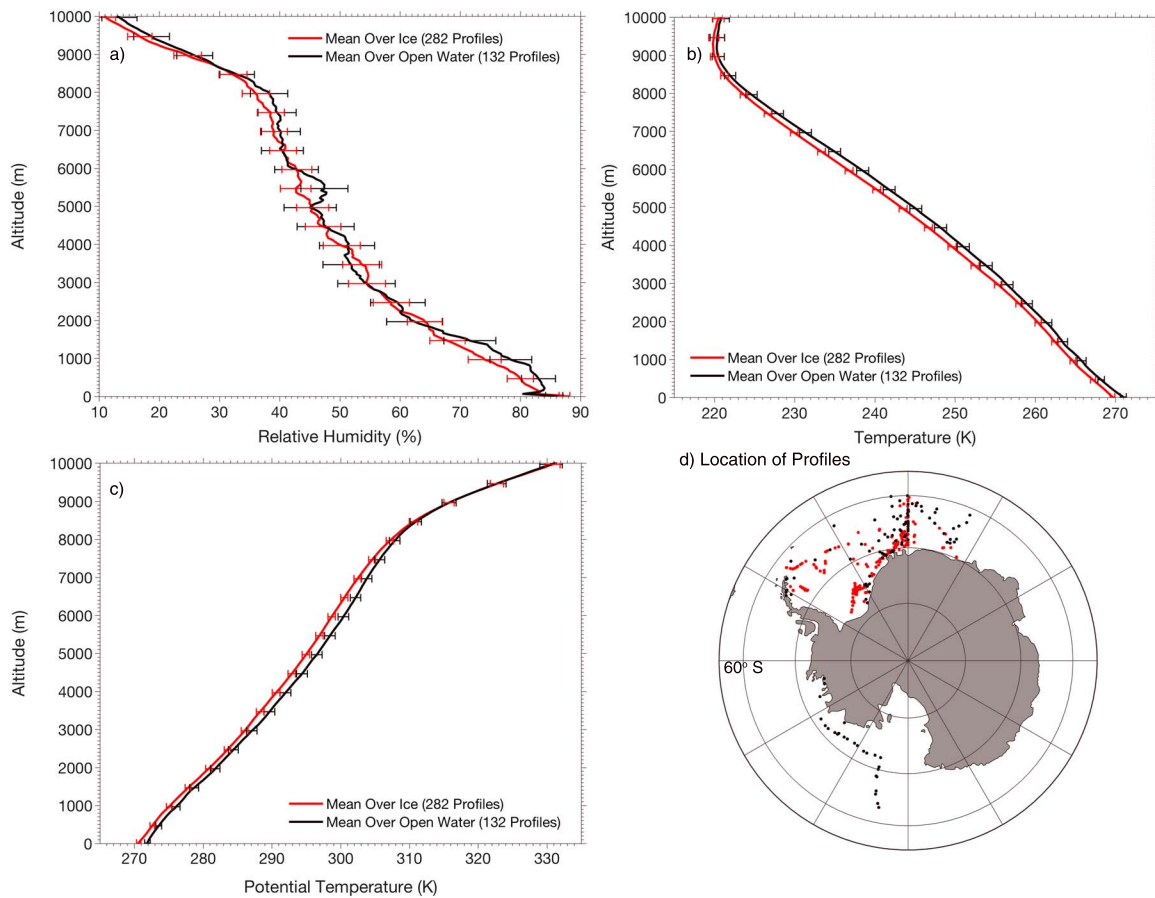 10000
9000
8000
7000
6000
5000
4000
3000
2000
1000
0
Altitude (m)
a)
Mean Over Ice (282 Profiles)
Mean Over Open Water (132 Profiles)
10 20 30 40 50 60 70 80 90
Relative Humidity (%)
10000
9000
8000
7000
6000
5000
4000
3000
2000
1000
0
Altitude (m)
b)
Mean Over Ice (282 Profiles)
Mean Over Open Water (132 Profiles)
220 230 240 250 260 270
Temperature (K)
10000
9000
8000
7000
6000
5000
4000
3000
2000
1000
0
Altitude (m)
c)
Mean Over Ice (282 Profiles)
Mean Over Open Water (132 Profiles)
270 280 290 300 310 320 330
Potential Temperature (K)
d) Location of Profiles
60° S